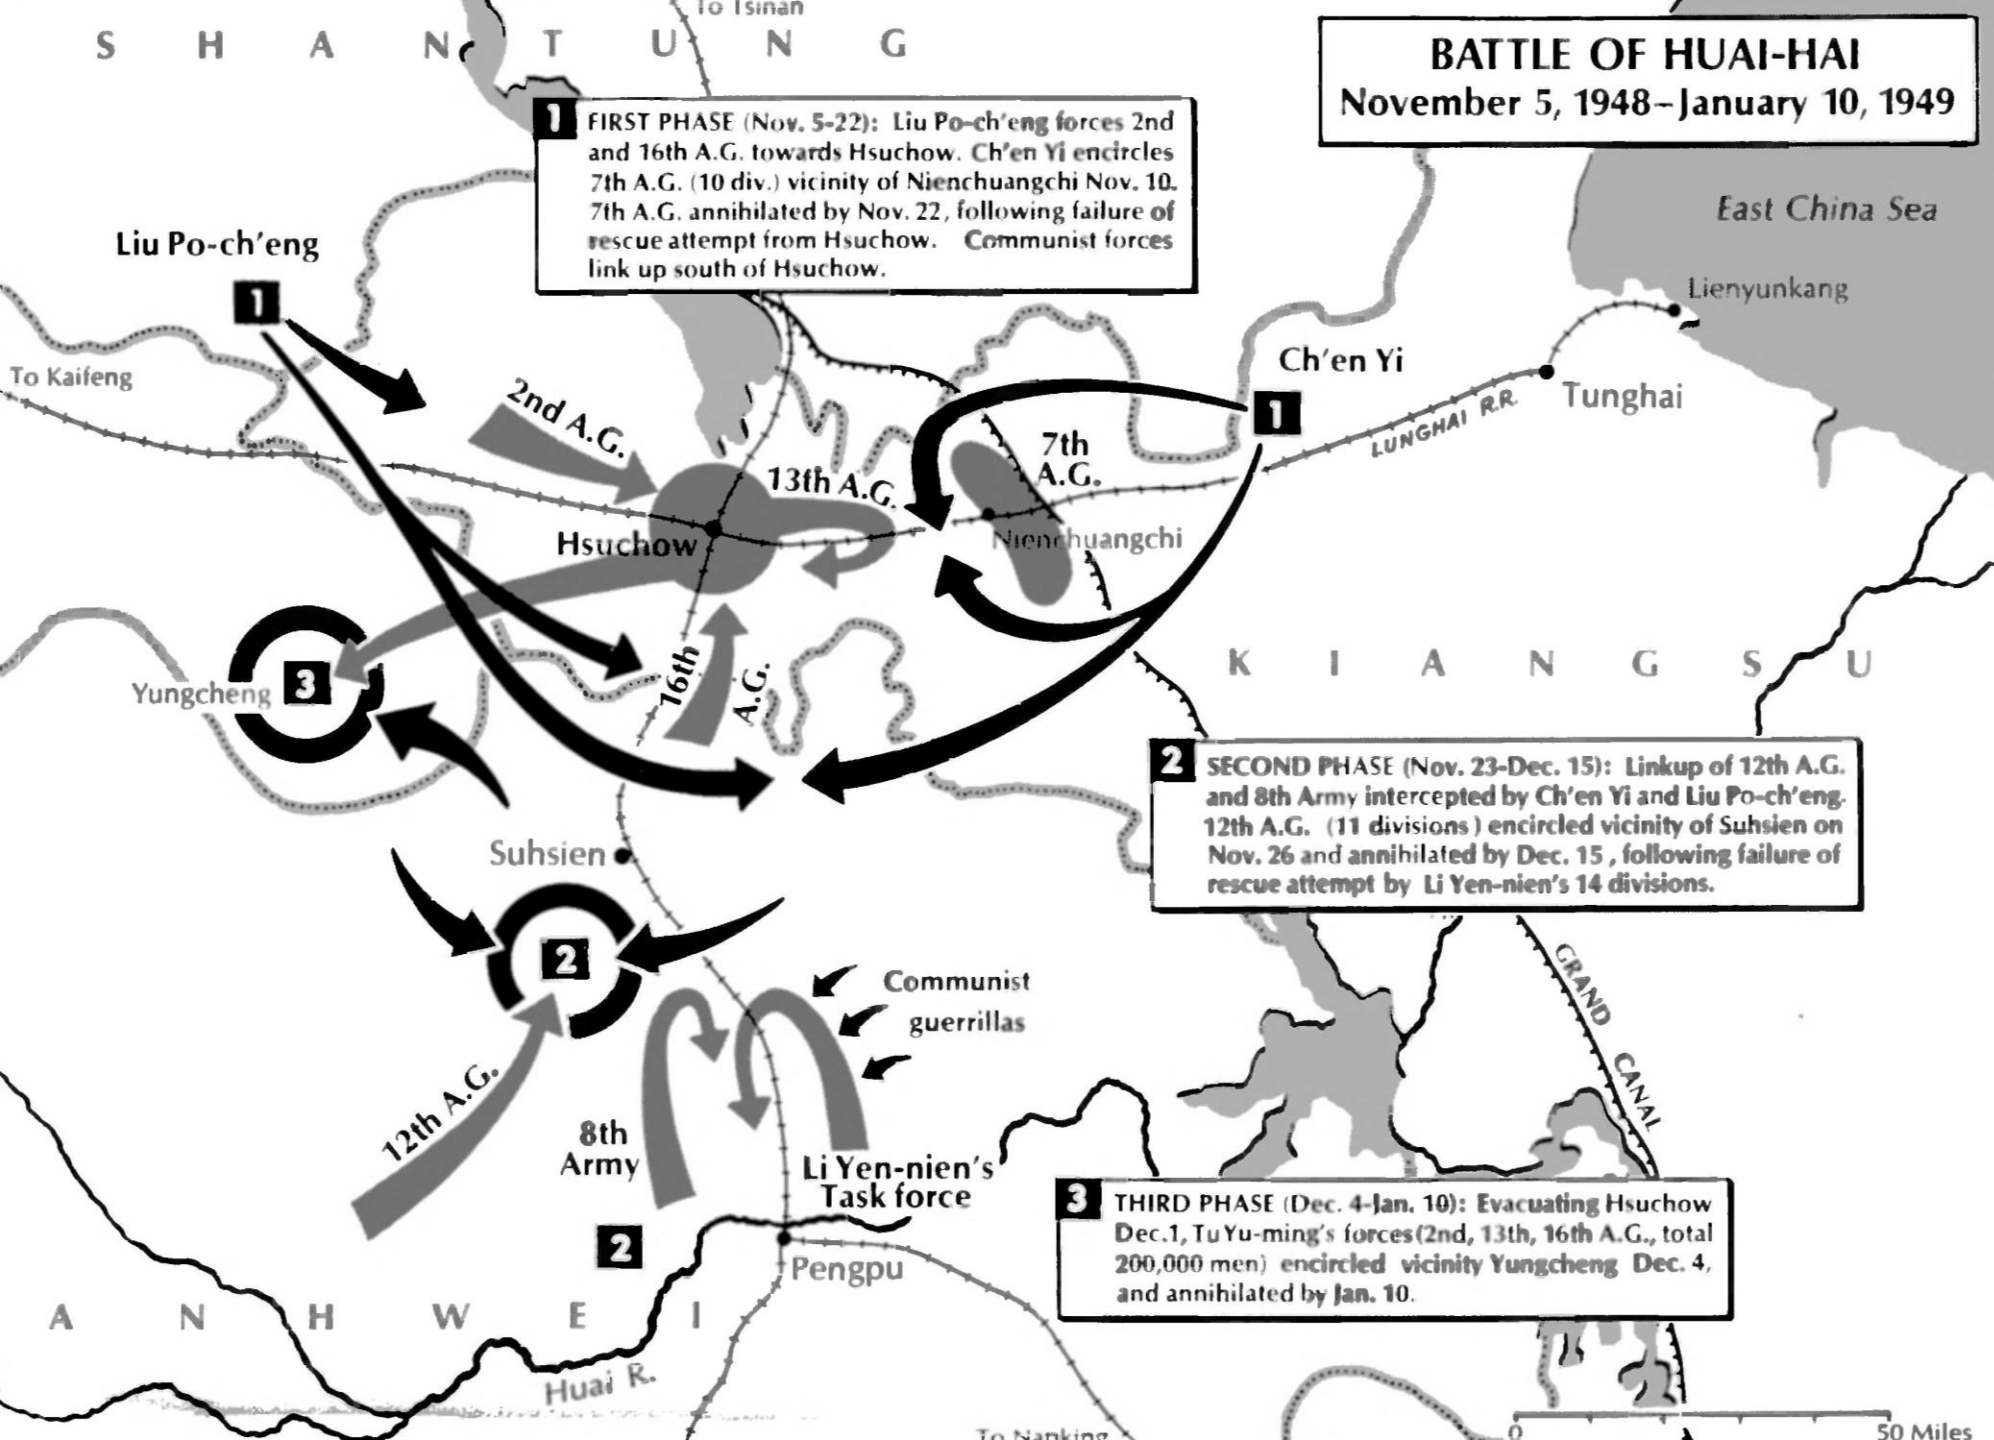 To Tsinan
S H A N T U N G
BATTLE OF HUAI-HAI
November 5, 1948–January 10, 1949
1 FIRST PHASE (Nov. 5-22): Liu Po-ch'eng forces 2nd
and 16th A.G. towards Hsuchow. Ch'en Yi encircles
7th A.G. (10 div.) vicinity of Nienchuangchi Nov. 10.
7th A.G. annihilated by Nov. 22, following failure of
rescue attempt from Hsuchow. Communist forces
link up south of Hsuchow.
East China Sea
Liu Po-ch'eng
1
Lienyunkang
To Kaifeng
Ch'en Yi
1
Tunghai
LUNGHAI R.R.
2nd A.G.
7th
A.G.
13th A.G.
Hsuchow
Nienchuangchi
16th
A.G.
K I A N G S U
Yungcheng
3
2 SECOND PHASE (Nov. 23-Dec. 15): Linkup of 12th A.G.
and 8th Army intercepted by Ch'en Yi and Liu Po-ch'eng.
12th A.G. (11 divisions) encircled vicinity of Suhsien on
Nov. 26 and annihilated by Dec. 15, following failure of
rescue attempt by Li Yen-nien's 14 divisions.
Suhsien
2
Communist
guerrillas
GRAND
CANAL
12th A.G.
8th
Army
Li Yen-nien's
Task force
2
Pengpu
3 THIRD PHASE (Dec. 4-Jan. 10): Evacuating Hsuchow
Dec.1, Tu Yu-ming's forces (2nd, 13th, 16th A.G., total
200,000 men) encircled vicinity Yungcheng Dec. 4,
and annihilated by Jan. 10.
A N H W E I
Huai R.
To Nanking
0 50 Miles